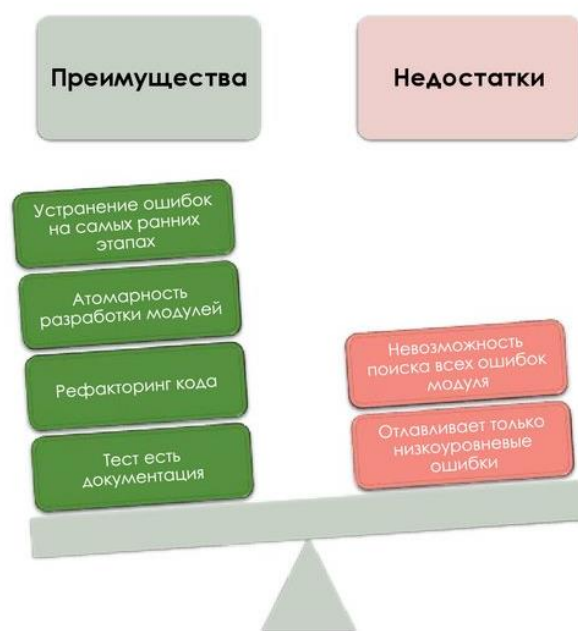 Преимущества
Недостатки
Устранение ошибок
на самых ранних
этапах
Атомарность
разработки модулей
Рефакторинг кода
Тест есть
документация
Невозможность
поиска всех ошибок
модуля
Отлавливает только
низкоуровневые
ошибки